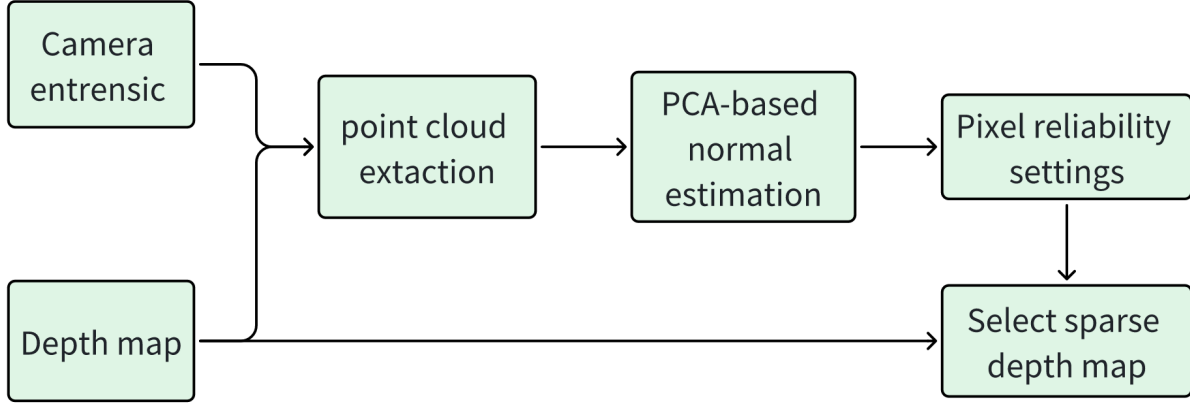 Camera
entrensic
point cloud
extaction
PCA-based
normal
estimation
Pixel reliability
settings
Depth map
Select sparse
depth map